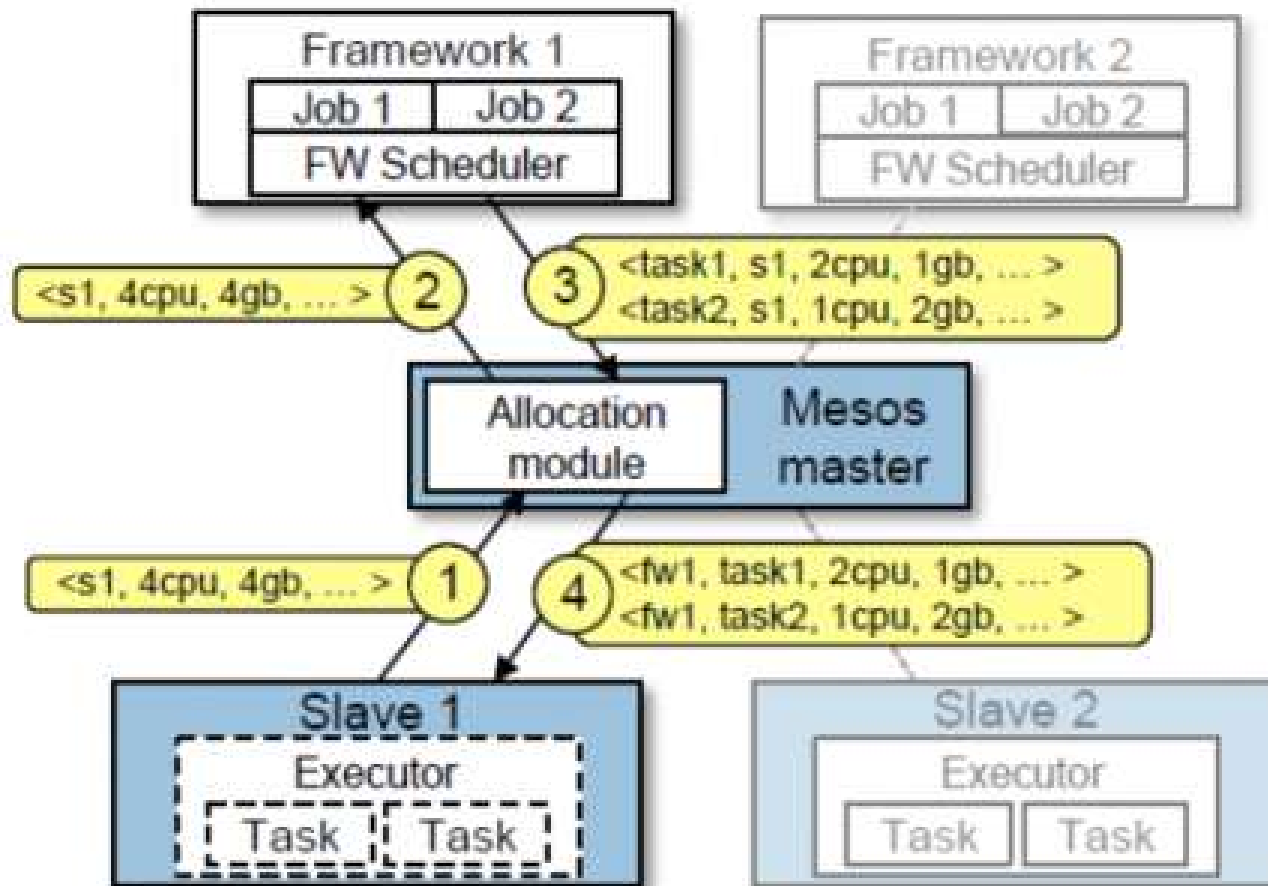 Framework 1
Job 1 Job 2
FW Scheduler
Framework 2
Job 1 Job 2
FW Scheduler
<s1, 4cpu, 4gb, ... >
2
3
<task1, s1, 2cpu, 1gb, ... >
<task2, s1, 1cpu, 2gb, ... >
Allocation
module
Mesos
master
<s1, 4cpu, 4gb, ... >
1
4
<fw1, task1, 2cpu, 1gb, ... >
<fw1, task2, 1cpu, 2gb, ... >
Slave 1
Executor
Task Task
Slave 2
Executor
Task Task